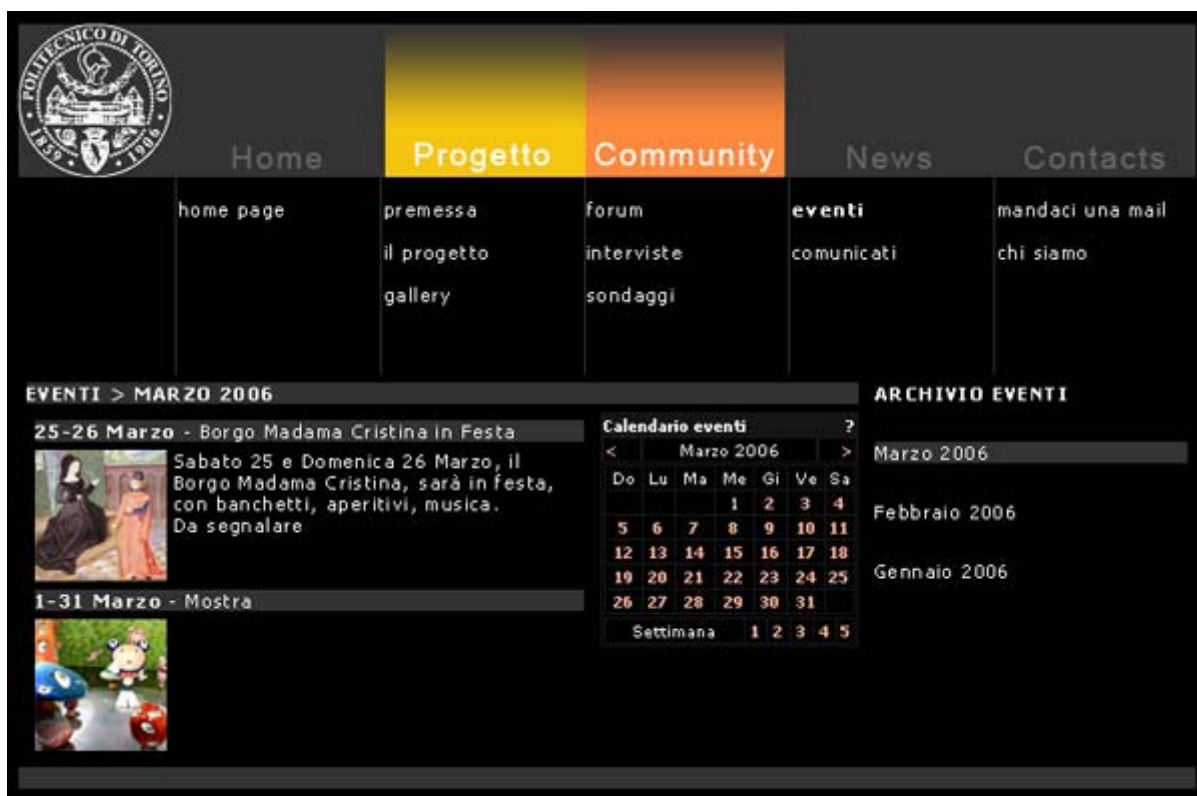 POLITECNICO DI TORINO
1859 1906
Home Progetto Community News Contacts
home page premessa forum eventi mandaci una mail
il progetto interviste comunicati chi siamo
gallery sondaggi
EVENTI > MARZO 2006
ARCHIVIO EVENTI
25-26 Marzo - Borgo Madama Cristina in Festa
Sabato 25 e Domenica 26 Marzo, il
Borgo Madama Cristina, sarà in festa,
con banchetti, aperitivi, musica.
Da segnalare
1-31 Marzo - Mostra
Calendario eventi ?
< Marzo 2006 >
Do Lu Ma Me Gi Ve Sa
1 2 3 4
5 6 7 8 9 10 11
12 13 14 15 16 17 18
19 20 21 22 23 24 25
26 27 28 29 30 31
Settimana 1 2 3 4 5
Marzo 2006
Febbraio 2006
Gennaio 2006